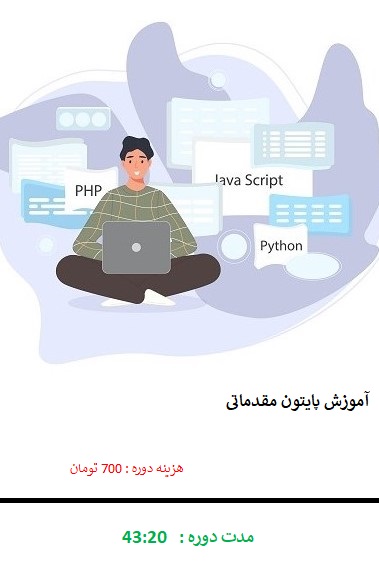 Java Script
PHP
Python
آموزش پایتون مقدماتی
هزینه دوره : 700 تومان
مدت دوره : 43:20